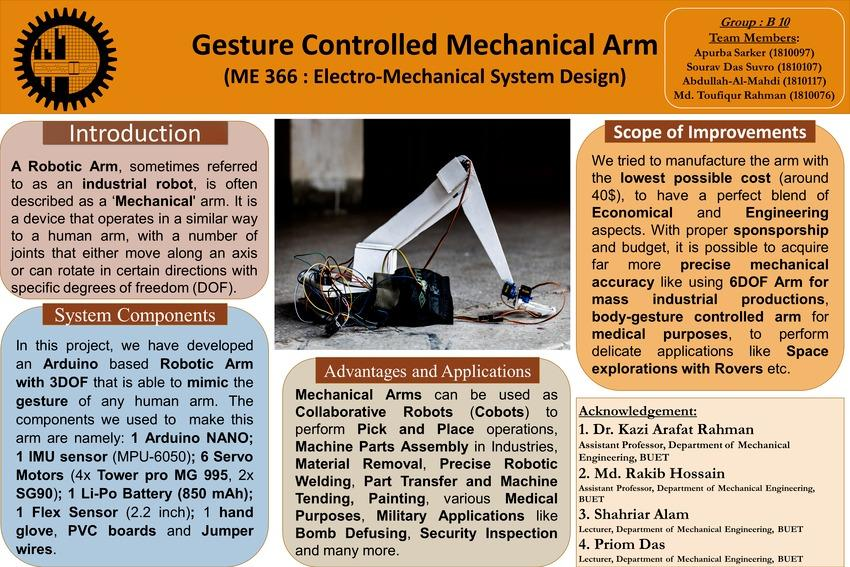 Gesture Controlled Mechanical Arm
(ME 366 : Electro-Mechanical System Design)
Group : B 10
Team Members:
Apurba Sarker (1810097)
Sourav Das Suvro (1810107)
Abdullah-Al-Mahdi (1810117)
Md. Toufiqur Rahman (1810076)
Introduction
A Robotic Arm, sometimes referred
to as an industrial robot, is often
described as a ‘Mechanical’ arm. It is
a device that operates in a similar way
to a human arm, with a number of
joints that either move along an axis
or can rotate in certain directions with
specific degrees of freedom (DOF).
System Components
In this project, we have developed
an Arduino based Robotic Arm
with 3DOF that is able to mimic the
gesture of any human arm. The
components we used to make this
arm are namely: 1 Arduino NANO;
1 IMU sensor (MPU-6050); 6 Servo
Motors (4x Tower pro MG 995, 2x
SG90); 1 Li-Po Battery (850 mAh);
1 Flex Sensor (2.2 inch); 1 hand
glove, PVC boards and Jumper
wires.
Advantages and Applications
Mechanical Arms can be used as
Collaborative Robots (Cobots) to
perform Pick and Place operations,
Machine Parts Assembly in Industries,
Material Removal, Precise Robotic
Welding, Part Transfer and Machine
Tending, Painting, various Medical
Purposes, Military Applications like
Bomb Defusing, Security Inspection
and many more.
Scope of Improvements
We tried to manufacture the arm with
the lowest possible cost (around
40$), to have a perfect blend of
Economical and Engineering
aspects. With proper sponsporship
and budget, it is possible to acquire
far more precise mechanical
accuracy like using 6DOF Arm for
mass industrial productions,
body-gesture controlled arm for
medical purposes, to perform
delicate applications like Space
explorations with Rovers etc.
Acknowledgement:
1. Dr. Kazi Arafat Rahman
Assistant Professor, Department of Mechanical
Engineering, BUET
2. Md. Rakib Hossain
Assistant Professor, Department of Mechanical Engineering,
BUET
3. Shahriar Alam
Lecturer, Department of Mechanical Engineering, BUET
4. Priom Das
Lecturer, Department of Mechanical Engineering, BUET